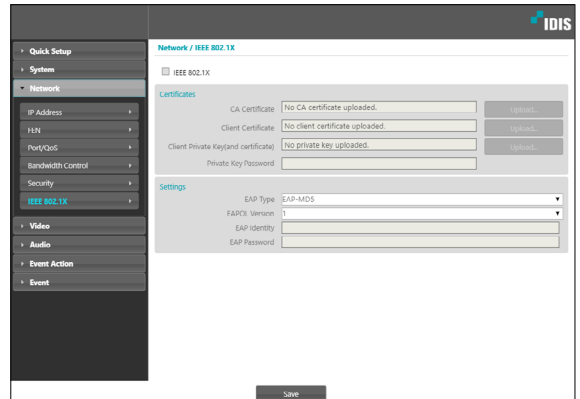 IDIS
Quick Setup
System
Network
IP Address
FEN
Port/QoS
Bandwidth Control
Security
IEEE 802.1X
Video
Audio
Event Action
Event
Network / IEEE 802.1X
IEEE 802.1X
Certificates
CA Certificate No CA certificate uploaded. Upload...
Client Certificate No client certificate uploaded. Upload...
Client Private Key(and certificate) No private key uploaded. Upload...
Private Key Password
Settings
EAP Type EAP-MD5
EAPOL Version 1
EAP Identity
EAP Password
Save